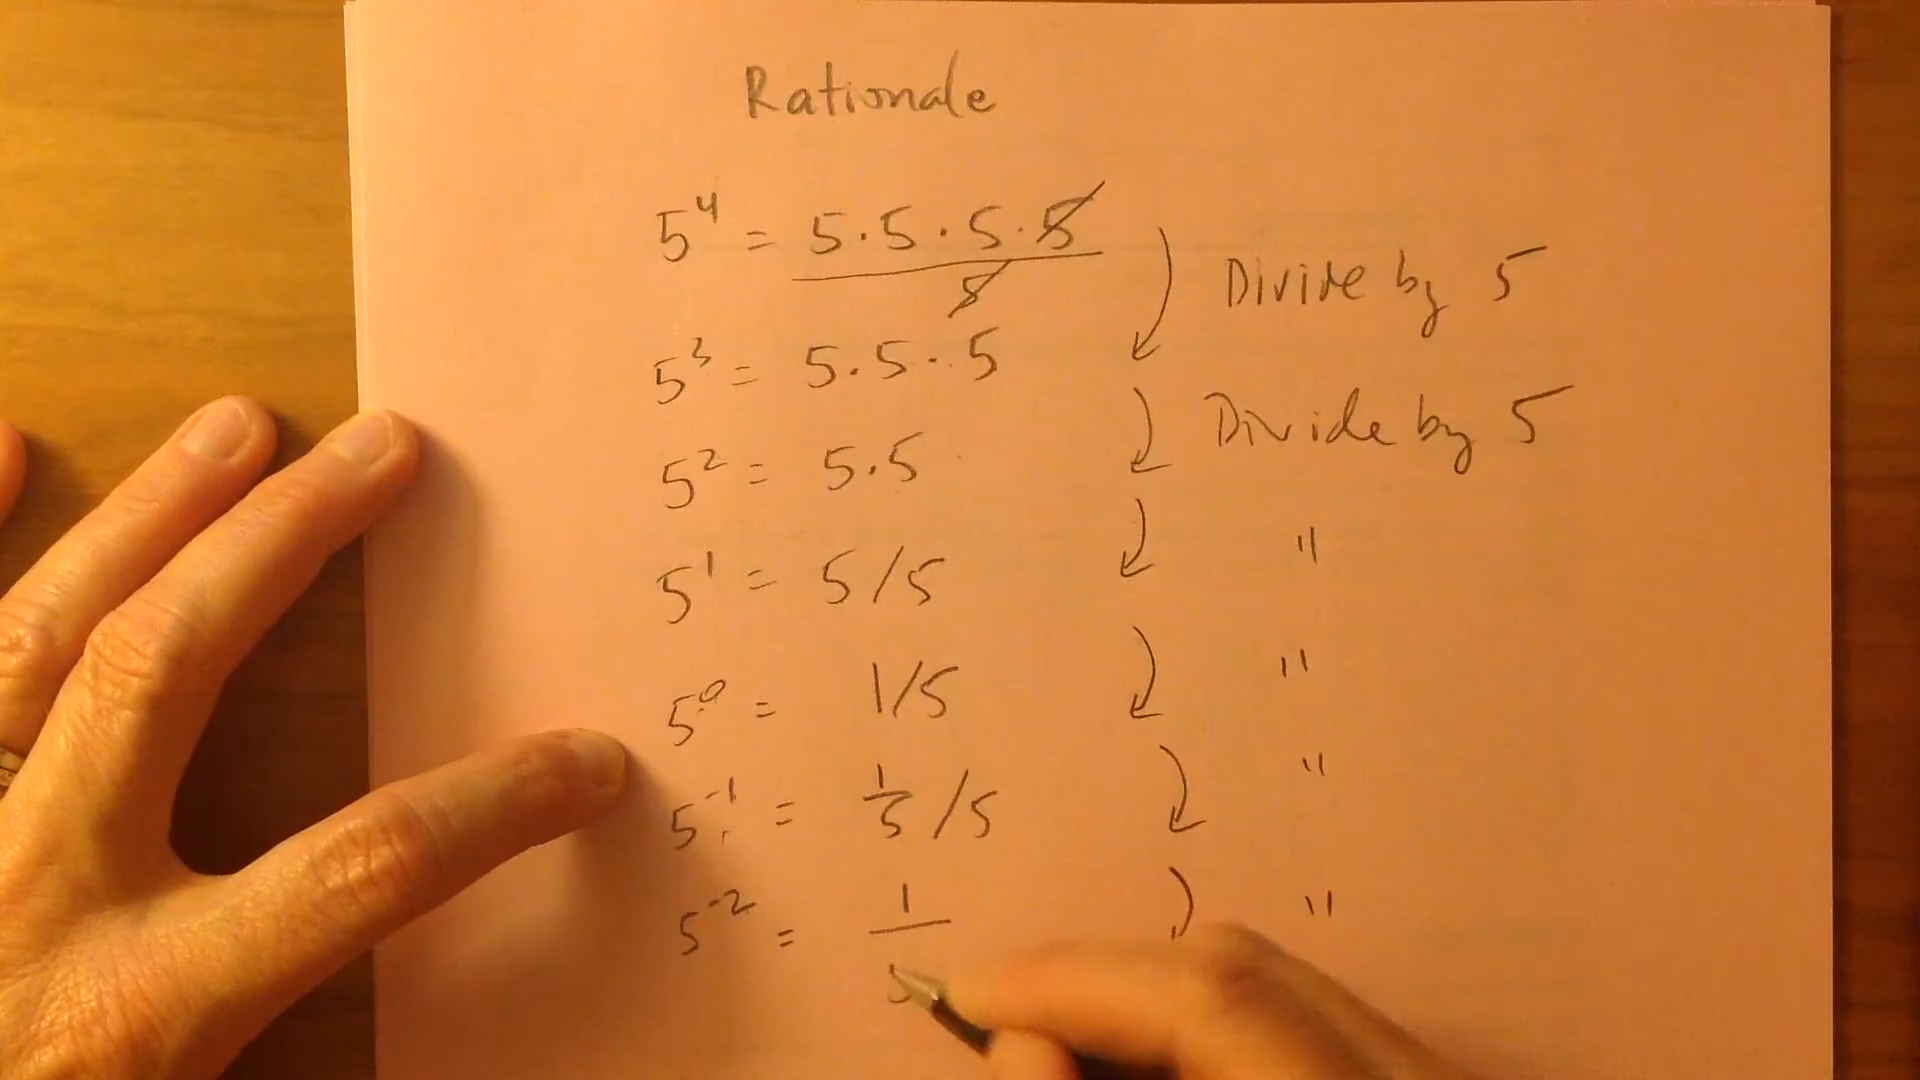 Rationale
5⁴ = 5·5·5·5
5
Divide by 5
5³ = 5·5·5
Divide by 5
5² = 5·5
"
5¹ = 5/5
"
5⁰ = 1/5
"
5⁻¹ = 1/5 /5
"
5⁻² = 1/5